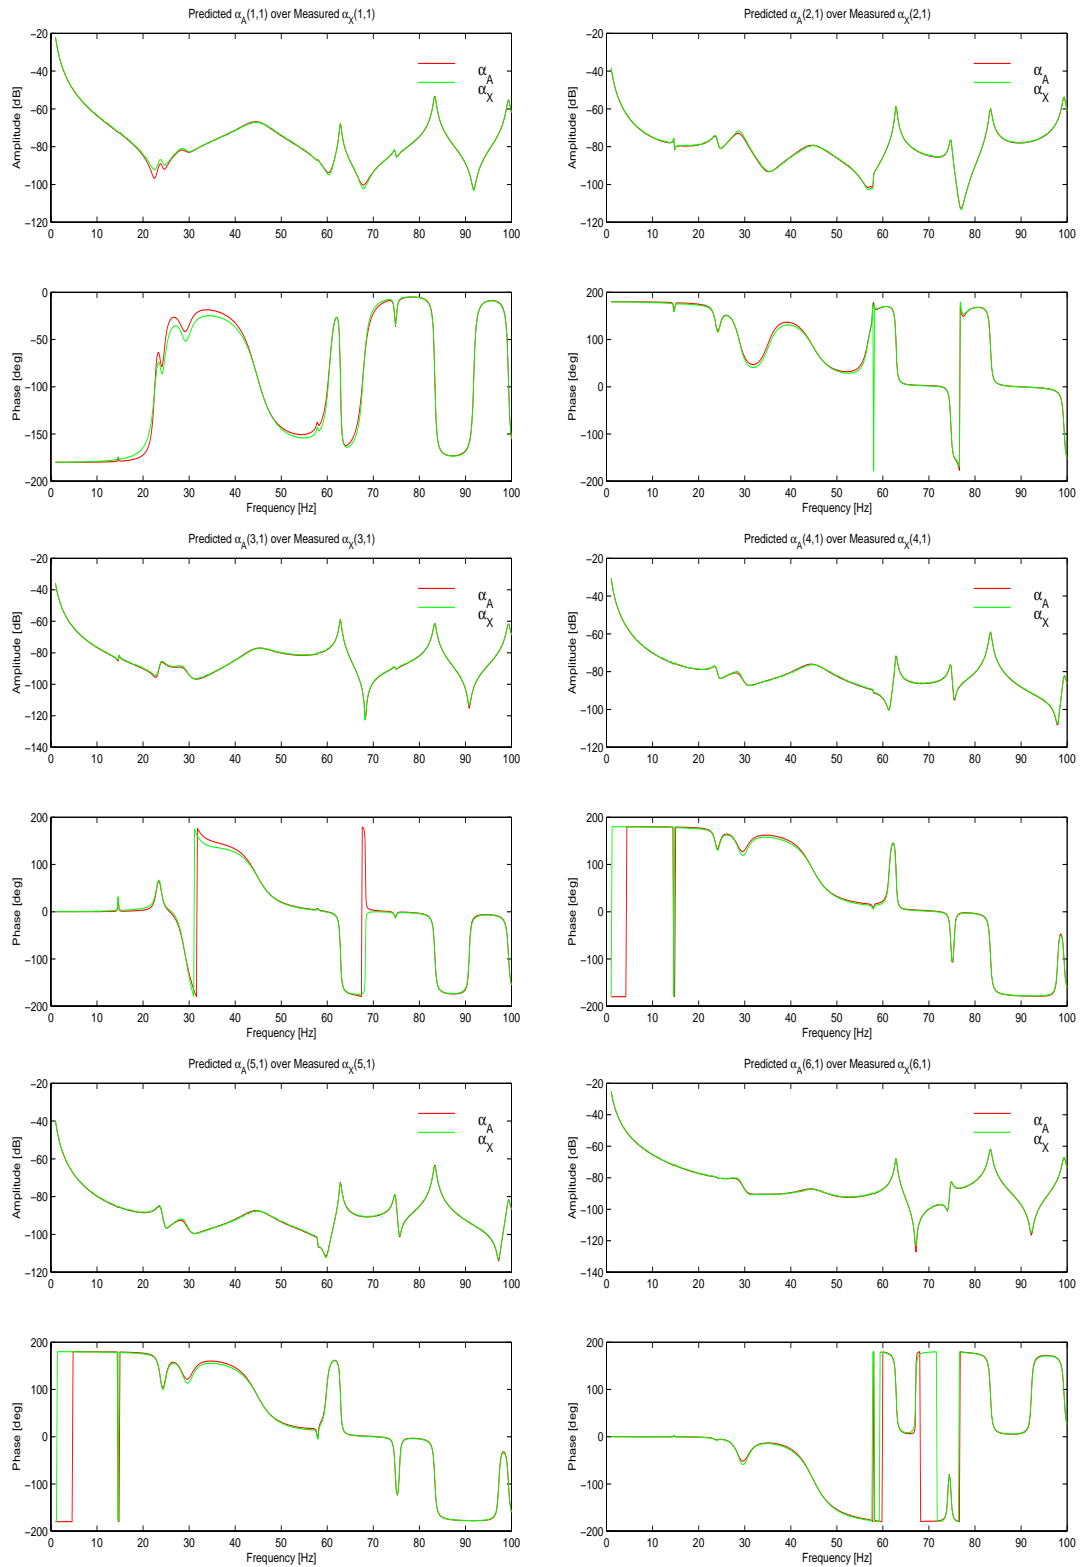 Predicted α_A(1,1) over Measured α_X(1,1)
Amplitude [dB]
−20
−40
−60
−80
−100
−120
α_A
α_X
0 10 20 30 40 50 60 70 80 90 100
Phase [deg]
0
−50
−100
−150
−200
0 10 20 30 40 50 60 70 80 90 100
Frequency [Hz]
Predicted α_A(2,1) over Measured α_X(2,1)
Amplitude [dB]
−20
−40
−60
−80
−100
−120
α_A
α_X
0 10 20 30 40 50 60 70 80 90 100
Phase [deg]
200
100
0
−100
−200
0 10 20 30 40 50 60 70 80 90 100
Frequency [Hz]
Predicted α_A(3,1) over Measured α_X(3,1)
Amplitude [dB]
−20
−40
−60
−80
−100
−120
−140
α_A
α_X
0 10 20 30 40 50 60 70 80 90 100
Phase [deg]
200
100
0
−100
−200
0 10 20 30 40 50 60 70 80 90 100
Frequency [Hz]
Predicted α_A(4,1) over Measured α_X(4,1)
Amplitude [dB]
−20
−40
−60
−80
−100
−120
α_A
α_X
0 10 20 30 40 50 60 70 80 90 100
Phase [deg]
200
100
0
−100
−200
0 10 20 30 40 50 60 70 80 90 100
Frequency [Hz]
Predicted α_A(5,1) over Measured α_X(5,1)
Amplitude [dB]
−20
−40
−60
−80
−100
−120
α_A
α_X
0 10 20 30 40 50 60 70 80 90 100
Phase [deg]
200
100
0
−100
−200
0 10 20 30 40 50 60 70 80 90 100
Frequency [Hz]
Predicted α_A(6,1) over Measured α_X(6,1)
Amplitude [dB]
−20
−40
−60
−80
−100
−120
−140
α_A
α_X
0 10 20 30 40 50 60 70 80 90 100
Phase [deg]
200
100
0
−100
−200
0 10 20 30 40 50 60 70 80 90 100
Frequency [Hz]